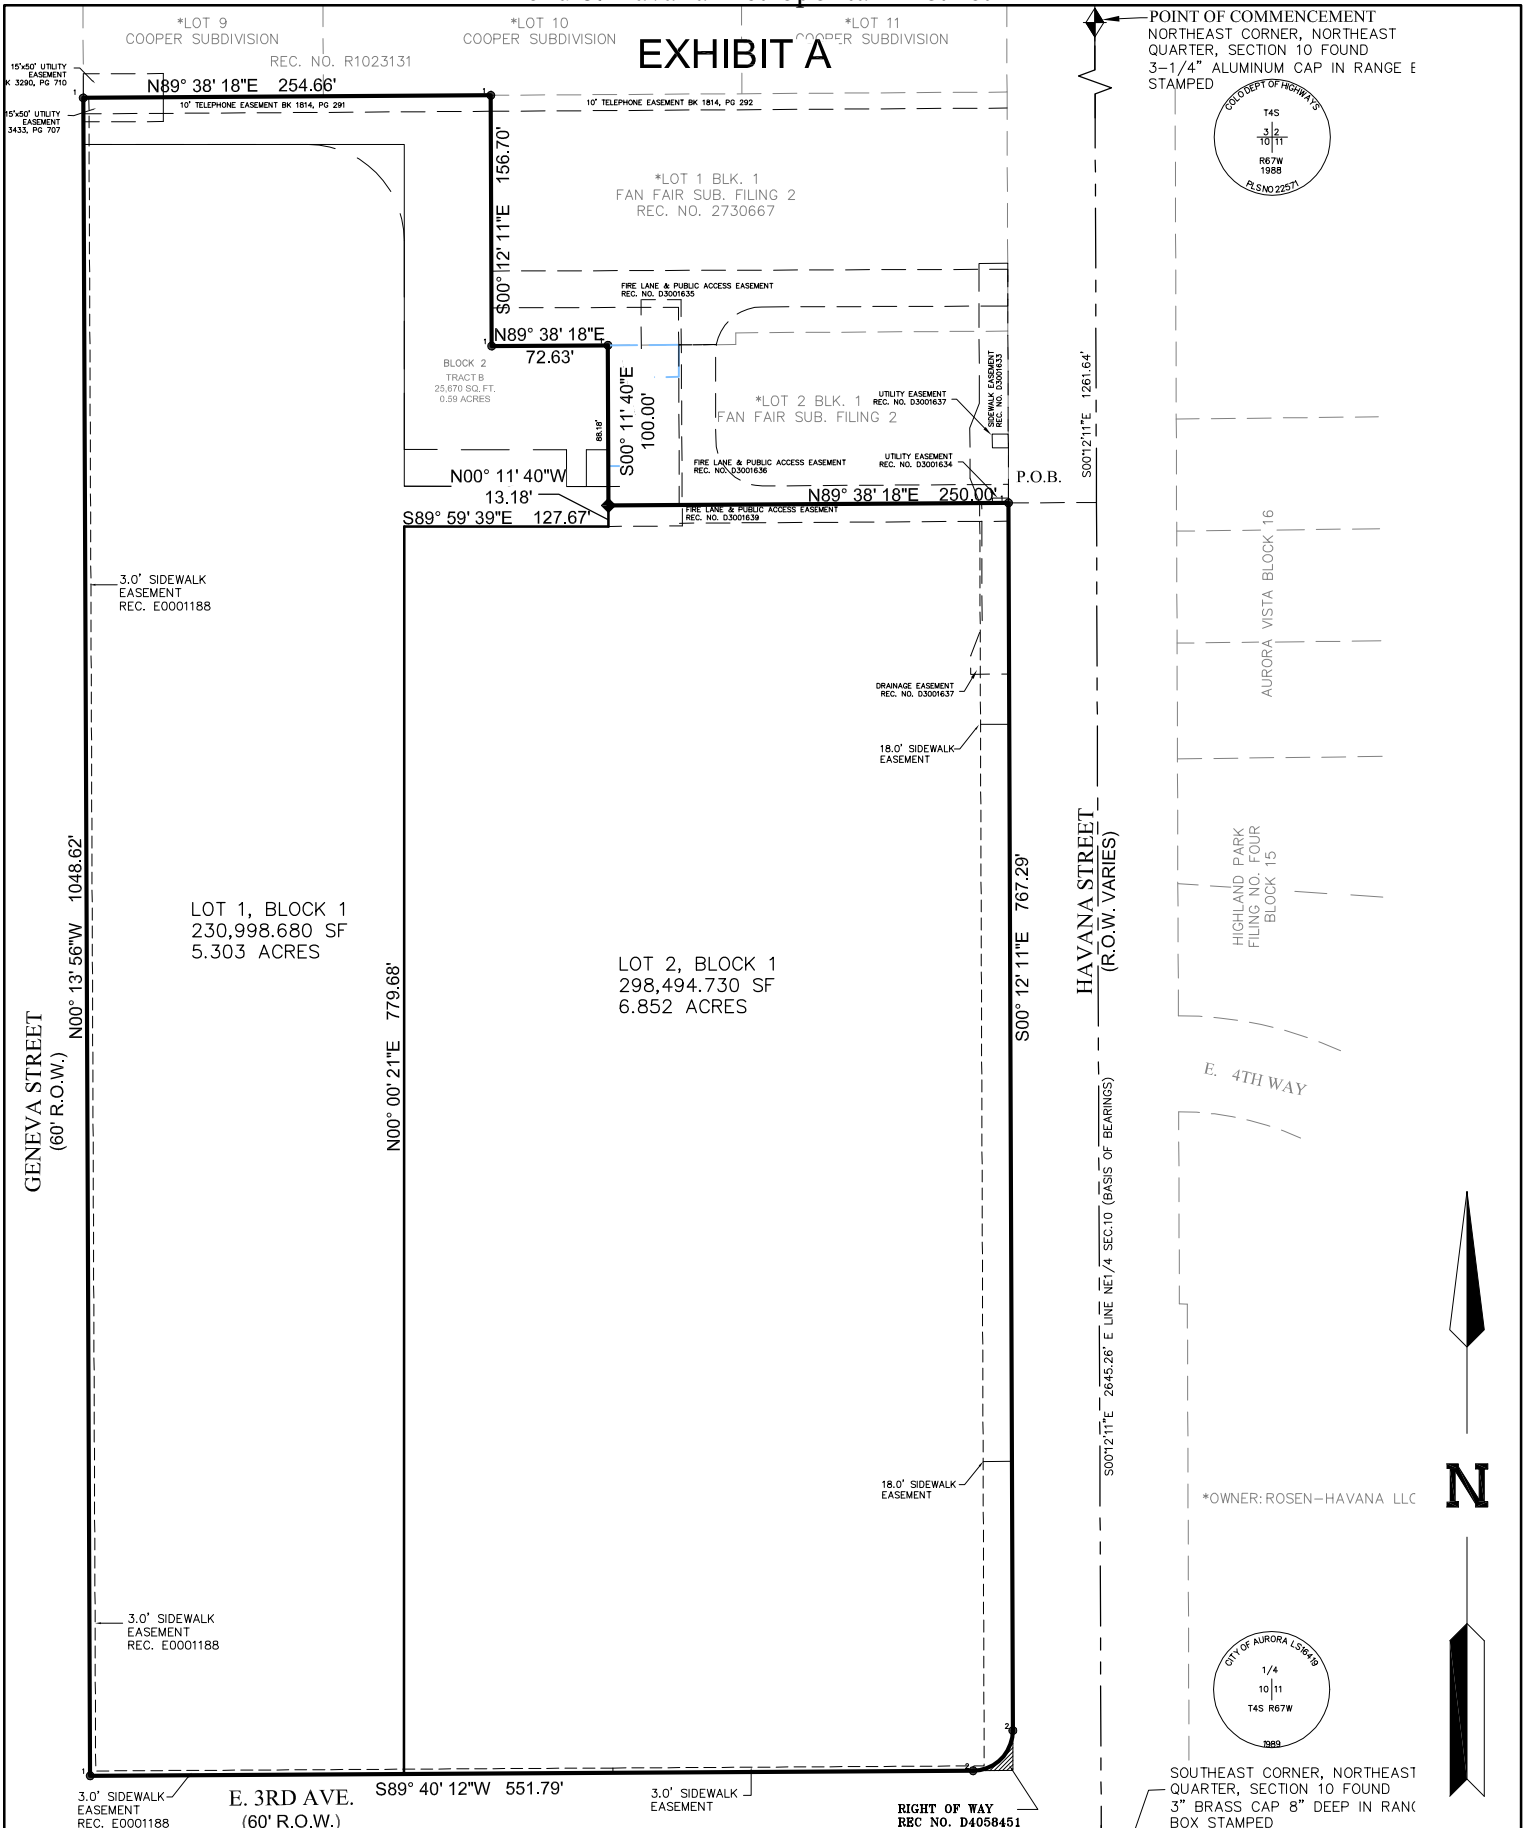 *LOT 9
COOPER SUBDIVISION
*LOT 10
COOPER SUBDIVISION
*LOT 11
COOPER SUBDIVISION
REC. NO. R1023131
EXHIBIT A
POINT OF COMMENCEMENT
NORTHEAST CORNER, NORTHEAST
QUARTER, SECTION 10 FOUND
3-1/4" ALUMINUM CAP IN RANGE
STAMPED
COLO DEPT OF HIGHWAYS
T4S
3 2
10 11
R67W
1988
PLS NO 22571
15'x50' UTILITY
EASEMENT
K 3290, PG 710
15'x50' UTILITY
EASEMENT
3433, PG 707
1
N89° 38' 18"E 254.66'
1
10' TELEPHONE EASEMENT BK 1814, PG 291
10' TELEPHONE EASEMENT BK 1814, PG 292
S00° 12' 11"E 156.70'
*LOT 1 BLK. 1
FAN FAIR SUB. FILING 2
REC. NO. 2730667
FIRE LANE & PUBLIC ACCESS EASEMENT
REC. NO. D3001635
1
N89° 38' 18"E
1
72.63'
BLOCK 2
TRACT B
25,670 SQ. FT.
0.59 ACRES
86.18'
S00° 11' 40"E
100.00'
*LOT 2 BLK. 1
FAN FAIR SUB. FILING 2
UTILITY EASEMENT
REC. NO. D3001637
SIDEWALK EASEMENT
REC. NO. D3001633
S00°12'11"E 1261.64'
UTILITY EASEMENT
REC. NO. D3001634
FIRE LANE & PUBLIC ACCESS EASEMENT
REC. NO. D3001636
P.O.B.
N00° 11' 40"W
13.18'
N89° 38' 18"E 250.00'
1
S89° 59' 39"E 127.67'
FIRE LANE & PUBLIC ACCESS EASEMENT
REC. NO. D3001639
3.0' SIDEWALK
EASEMENT
REC. E0001188
AURORA VISTA BLOCK 16
DRAINAGE EASEMENT
REC. NO. D3001637
18.0' SIDEWALK
EASEMENT
N00° 13' 56"W 1048.62'
LOT 1, BLOCK 1
230,998.680 SF
5.303 ACRES
LOT 2, BLOCK 1
298,494.730 SF
6.852 ACRES
N00° 00' 21"E 779.68'
S00° 12' 11"E 767.29'
HAVANA STREET
(R.O.W. VARIES)
HIGHLAND PARK
FILING NO. FOUR
BLOCK 15
GENEVA STREET
(60' R.O.W.)
E. 4TH WAY
S00°12'11"E 2645.26' E LINE NE1/4 SEC.10 (BASIS OF BEARINGS)
18.0' SIDEWALK
EASEMENT
*OWNER: ROSEN-HAVANA LLC
N
3.0' SIDEWALK
EASEMENT
REC. E0001188
CITY OF AURORA LS16419
1/4
10 11
T4S R67W
1989
2
2
1
3.0' SIDEWALK
EASEMENT
REC. E0001188
E. 3RD AVE.
(60' R.O.W.)
S89° 40' 12"W 551.79'
3.0' SIDEWALK
EASEMENT
RIGHT OF WAY
REC NO. D4058451
SOUTHEAST CORNER, NORTHEAST
QUARTER, SECTION 10 FOUND
3" BRASS CAP 8" DEEP IN
BOX STAMPED